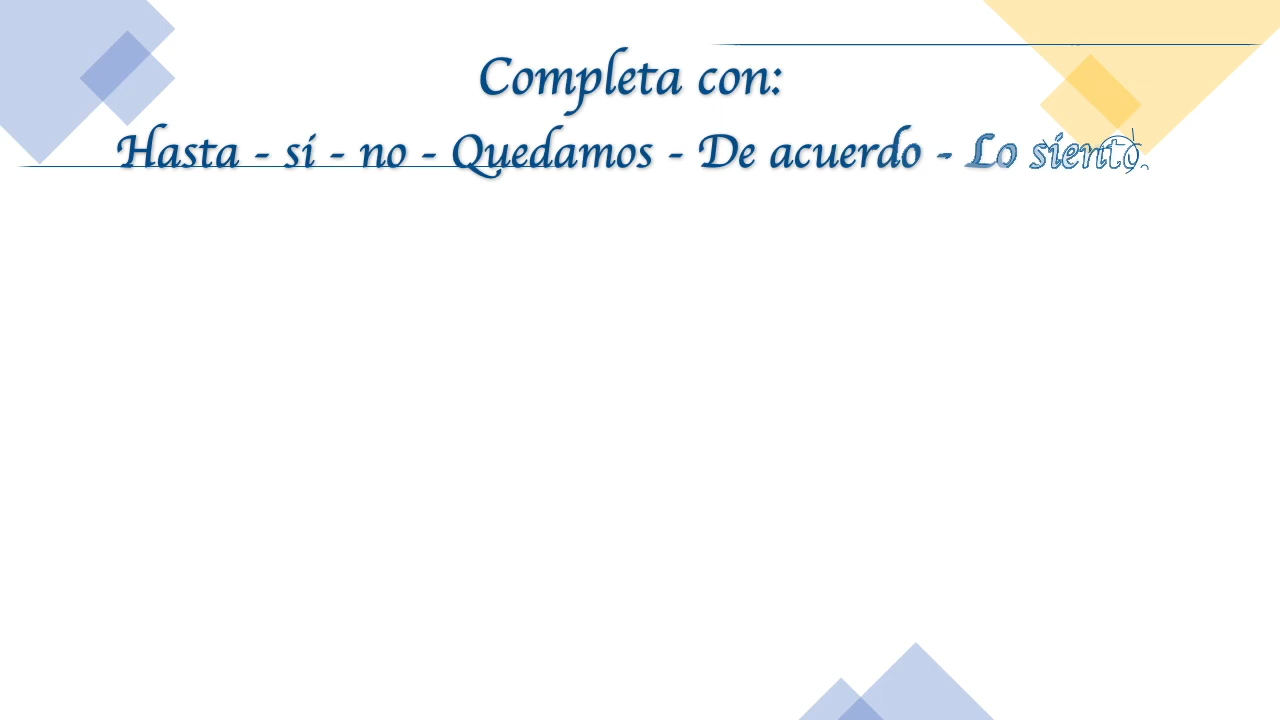 Completa con:
Hasta - sí - no - Quedamos - De acuerdo - Lo siento.